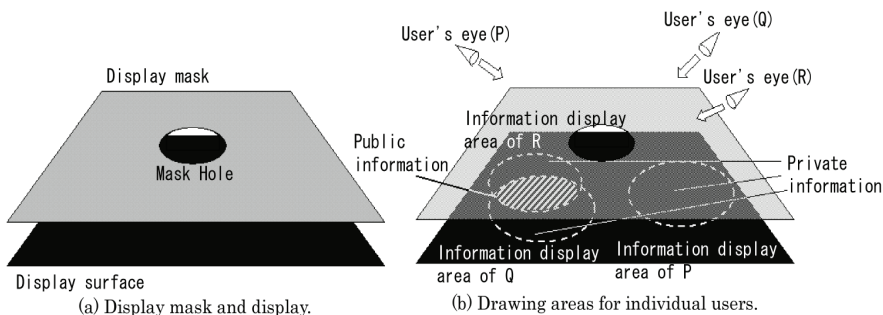 Display mask
Mask Hole
Display surface
(a) Display mask and display.
User's eye(P)
User's eye(Q)
User's eye(R)
Information display
area of R
Public
information
Private
information
Information display
area of Q
Information display
area of P
(b) Drawing areas for individual users.